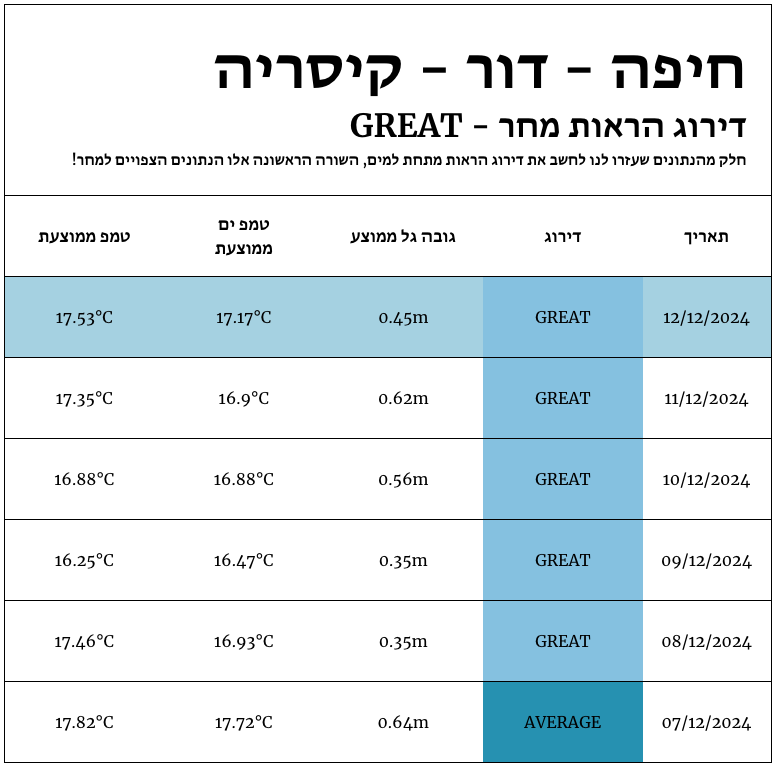 חיפה - דור - קיסריה
דירוג הראות מחר - GREAT
חלק מהנתונים שעזרו לנו לחשב את דירוג הראות מתחת למים, השורה הראשונה אלו הנתונים הצפויים למחר!
תאריך דירוג גובה גל ממוצע טמפ ים ממוצעת טמפ ממוצעת
12/12/2024 GREAT 0.45m 17.17°C 17.53°C
11/12/2024 GREAT 0.62m 16.9°C 17.35°C
10/12/2024 GREAT 0.56m 16.88°C 16.88°C
09/12/2024 GREAT 0.35m 16.47°C 16.25°C
08/12/2024 GREAT 0.35m 16.93°C 17.46°C
07/12/2024 AVERAGE 0.64m 17.72°C 17.82°C